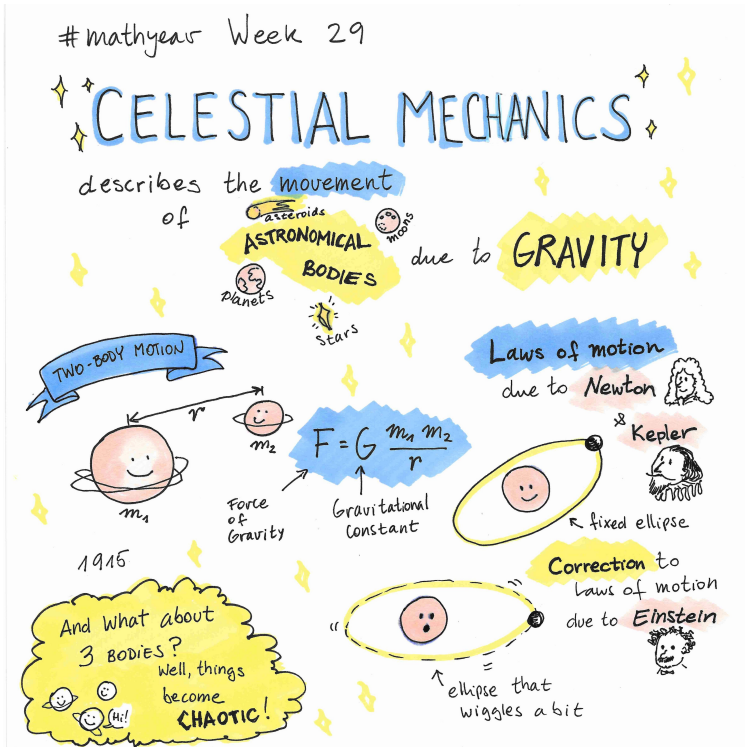 #mathyear Week 29
CELESTIAL MECHANICS
describes the movement
of
asteroids
moons
ASTRONOMICAL
BODIES
due to GRAVITY
planets
stars
TWO-BODY MOTION
r
m₁
m₂
F = G m₁ m₂ / r
Force
of
Gravity
Gravitational
Constant
Laws of motion
due to Newton
&
Kepler
fixed ellipse
1915
Correction to
Laws of motion
due to Einstein
ellipse that
wiggles a bit
And what about
3 BODIES?
Well, things
become
CHAOTIC!
Hi!